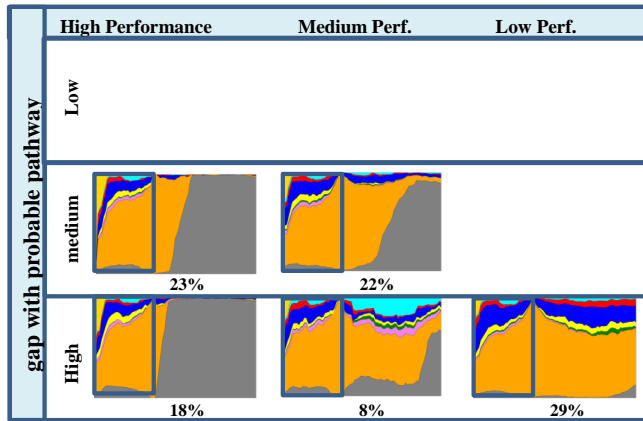 High Performance Medium Perf. Low Perf.
gap with probable pathway
Low
medium
23% 22%
High
18% 8% 29%